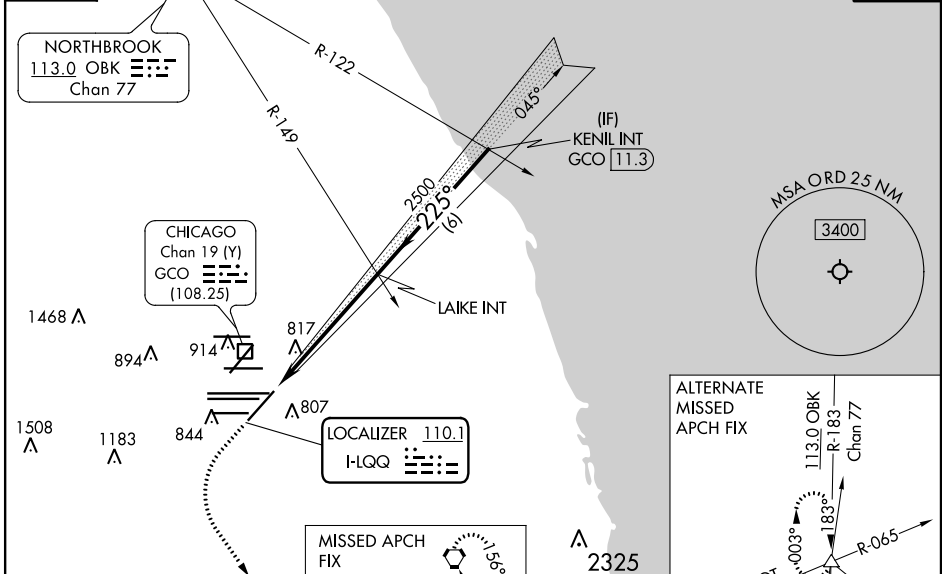 NORTHBROOK
113.0 OBK
Chan 77
R-122
R-149
045°
(IF)
KENIL INT
GCO 11.3
2500
225°
(6)
MSA ORD 25 NM
3400
CHICAGO
Chan 19 (Y)
GCO
(108.25)
LAIKE INT
1468
894
914
817
807
844
1508
1183
LOCALIZER 110.1
I-LQQ
MISSED APCH
FIX
156°
2325
ALTERNATE
MISSED
APCH FIX
113.0 OBK
R-183
Chan 77
003°
183°
R-065